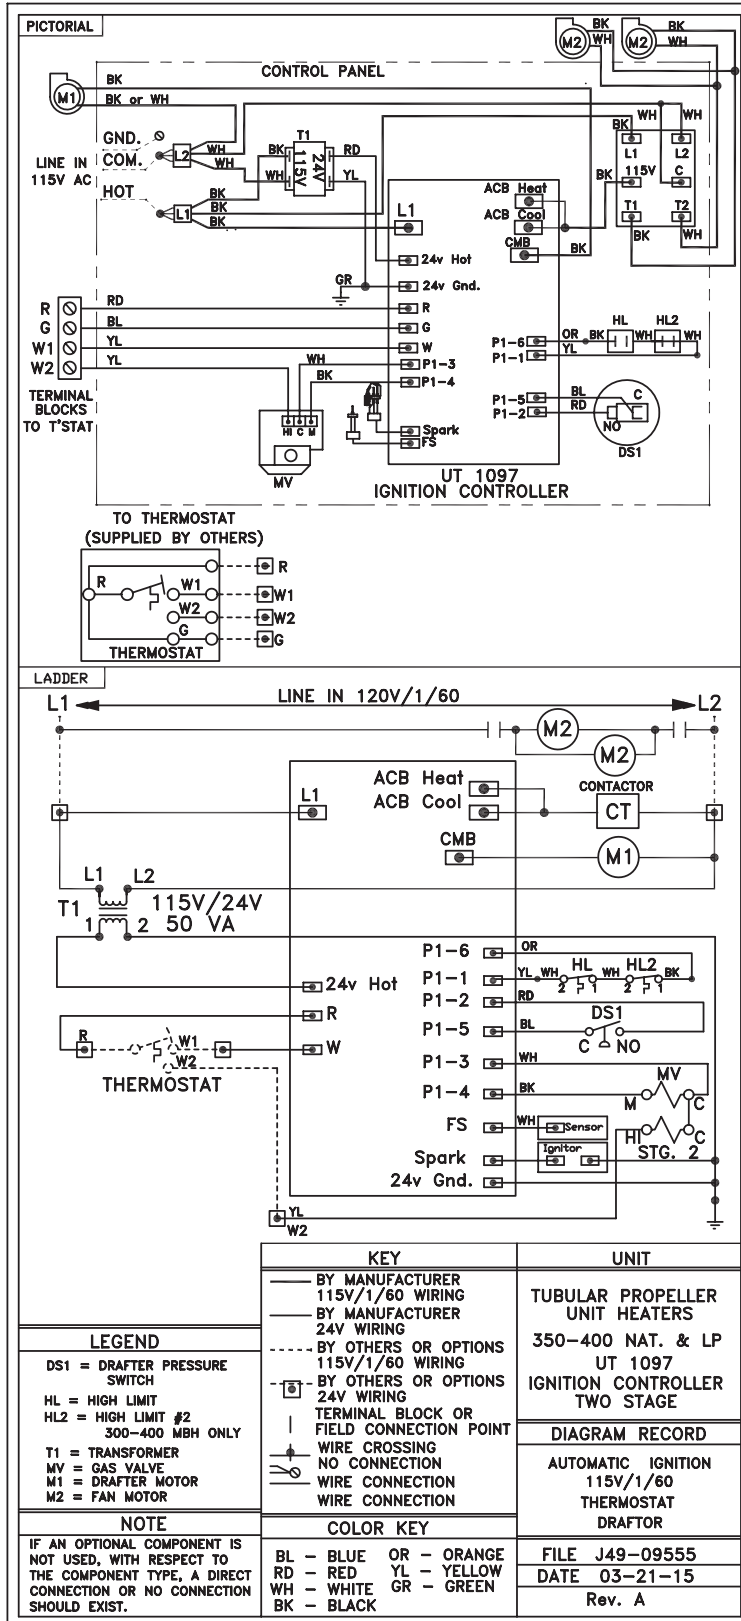 PICTORIAL
BK
BK
M2
WH
M2
WH
CONTROL PANEL
BK
M1
BK or WH
WH
WH
GND.
COM.
LINE IN
115V AC
HOT
L2
WH
WH
T1
BK
RD
115V
24V
WH
YL
BK
L1
BK
BK
L1
L2
115V
C
BK
T1
T2
BK
WH
ACB Heat
ACB Cool
CMB
BK
L1
24v Hot
GR
24v Gnd.
R
RD
R
G
BL
G
W1
YL
W
W2
YL
TERMINAL
BLOCKS
TO T'STAT
WH
P1-3
BK
P1-4
HI C M
MV
Spark
FS
P1-6
OR
BK
HL
WH
HL2
WH
P1-1
YL
P1-5
BL
C
P1-2
RD
NO
DS1
UT 1097
IGNITION CONTROLLER
TO THERMOSTAT
(SUPPLIED BY OTHERS)
R
R
W1
W1
W2
W2
G
G
THERMOSTAT
LADDER
L1
LINE IN 120V/1/60
L2
M2
M2
CONTACTOR
ACB Heat
L1
ACB Cool
CT
CMB
M1
L1
L2
T1
115V/24V
1
2
50 VA
P1-6
OR
24v Hot
P1-1
YL
WH
HL
WH
HL2
BK
2
1
2
1
P1-2
RD
R
DS1
P1-5
BL
C
NO
R
W1
W
W2
THERMOSTAT
P1-3
WH
MV
P1-4
BK
M
C
FS
WH
Sensor
HI
C
STG. 2
Ignitor
Spark
24v Gnd.
YL
W2
KEY
BY MANUFACTURER
115V/1/60 WIRING
BY MANUFACTURER
24V WIRING
BY OTHERS OR OPTIONS
115V/1/60 WIRING
BY OTHERS OR OPTIONS
24V WIRING
TERMINAL BLOCK OR
FIELD CONNECTION POINT
WIRE CROSSING
NO CONNECTION
WIRE CONNECTION
WIRE CONNECTION
UNIT
TUBULAR PROPELLER
UNIT HEATERS
350-400 NAT. & LP
UT 1097
IGNITION CONTROLLER
TWO STAGE
LEGEND
DS1 = DRAFTER PRESSURE
SWITCH
HL = HIGH LIMIT
HL2 = HIGH LIMIT #2
300-400 MBH ONLY
T1 = TRANSFORMER
MV = GAS VALVE
M1 = DRAFTER MOTOR
M2 = FAN MOTOR
DIAGRAM RECORD
AUTOMATIC IGNITION
115V/1/60
THERMOSTAT
DRAFTOR
NOTE
IF AN OPTIONAL COMPONENT IS
NOT USED, WITH RESPECT TO
THE COMPONENT TYPE, A DIRECT
CONNECTION OR NO CONNECTION
SHOULD EXIST.
COLOR KEY
BL - BLUE OR - ORANGE
RD - RED YL - YELLOW
WH - WHITE GR - GREEN
BK - BLACK
FILE J49-09555
DATE 03-21-15
Rev. A